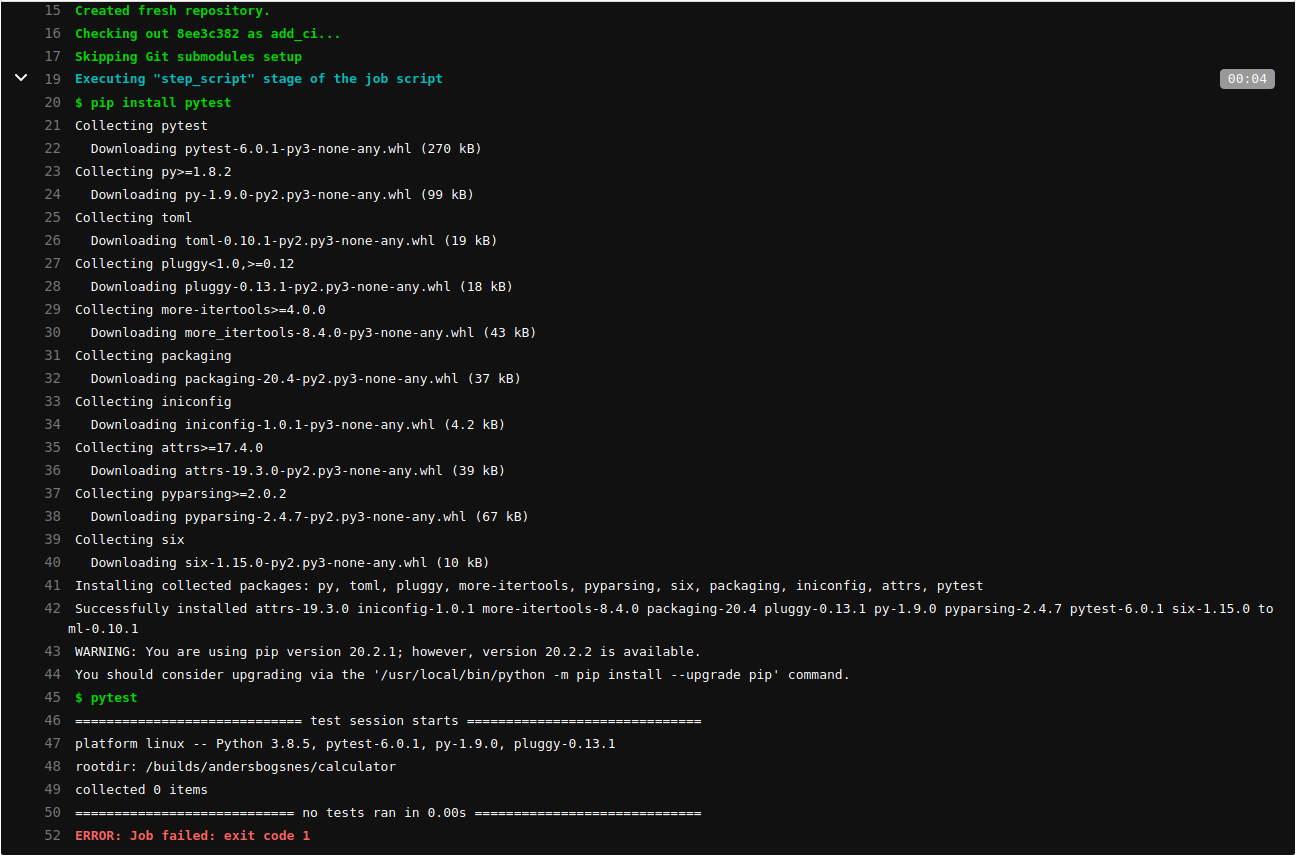 15 Created fresh repository.
16 Checking out 8ee3c382 as add_ci...
17 Skipping Git submodules setup
19 Executing "step_script" stage of the job script 00:04
20 $ pip install pytest
21 Collecting pytest
22 Downloading pytest-6.0.1-py3-none-any.whl (270 kB)
23 Collecting py>=1.8.2
24 Downloading py-1.9.0-py2.py3-none-any.whl (99 kB)
25 Collecting toml
26 Downloading toml-0.10.1-py2.py3-none-any.whl (19 kB)
27 Collecting pluggy<1.0,>=0.12
28 Downloading pluggy-0.13.1-py2.py3-none-any.whl (18 kB)
29 Collecting more-itertools>=4.0.0
30 Downloading more_itertools-8.4.0-py3-none-any.whl (43 kB)
31 Collecting packaging
32 Downloading packaging-20.4-py2.py3-none-any.whl (37 kB)
33 Collecting iniconfig
34 Downloading iniconfig-1.0.1-py3-none-any.whl (4.2 kB)
35 Collecting attrs>=17.4.0
36 Downloading attrs-19.3.0-py2.py3-none-any.whl (39 kB)
37 Collecting pyparsing>=2.0.2
38 Downloading pyparsing-2.4.7-py2.py3-none-any.whl (67 kB)
39 Collecting six
40 Downloading six-1.15.0-py2.py3-none-any.whl (10 kB)
41 Installing collected packages: py, toml, pluggy, more-itertools, pyparsing, six, packaging, iniconfig, attrs, pytest
42 Successfully installed attrs-19.3.0 iniconfig-1.0.1 more-itertools-8.4.0 packaging-20.4 pluggy-0.13.1 py-1.9.0 pyparsing-2.4.7 pytest-6.0.1 six-1.15.0 to
ml-0.10.1
43 WARNING: You are using pip version 20.2.1; however, version 20.2.2 is available.
44 You should consider upgrading via the '/usr/local/bin/python -m pip install --upgrade pip' command.
45 $ pytest
46 ============================= test session starts ==============================
47 platform linux -- Python 3.8.5, pytest-6.0.1, py-1.9.0, pluggy-0.13.1
48 rootdir: /builds/andersbogsnes/calculator
49 collected 0 items
50 ============================ no tests ran in 0.00s =============================
52 ERROR: Job failed: exit code 1